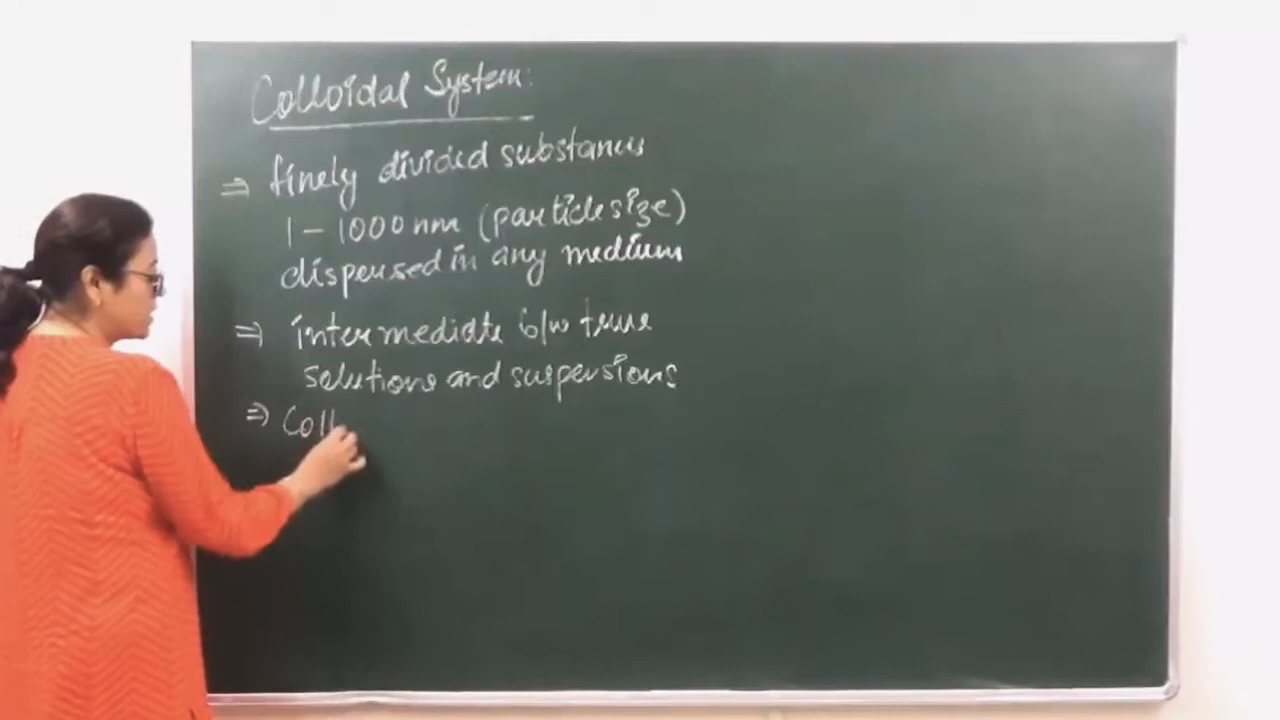 Colloidal System:
⇒ finely divided substances
1 – 1000 nm (particle size)
dispersed in any medium
⇒ intermediate b/w true
solutions and suspensions
⇒ Coll